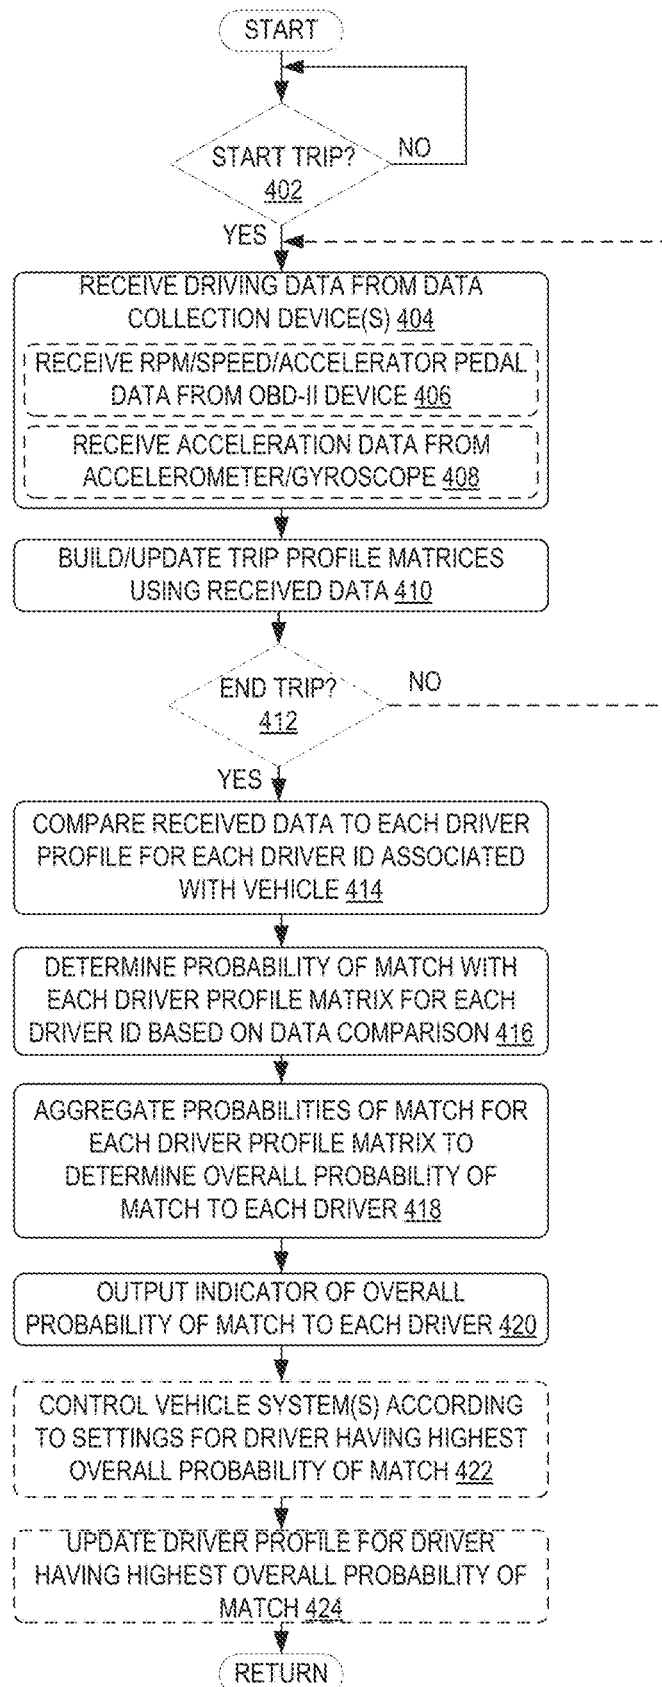 START
START TRIP?
402
NO
YES
RECEIVE DRIVING DATA FROM DATA
COLLECTION DEVICE(S) 404
RECEIVE RPM/SPEED/ACCELERATOR PEDAL
DATA FROM OBD-II DEVICE 406
RECEIVE ACCELERATION DATA FROM
ACCELEROMETER/GYROSCOPE 408
BUILD/UPDATE TRIP PROFILE MATRICES
USING RECEIVED DATA 410
END TRIP?
412
NO
YES
COMPARE RECEIVED DATA TO EACH DRIVER
PROFILE FOR EACH DRIVER ID ASSOCIATED
WITH VEHICLE 414
DETERMINE PROBABILITY OF MATCH WITH
EACH DRIVER PROFILE MATRIX FOR EACH
DRIVER ID BASED ON DATA COMPARISON 416
AGGREGATE PROBABILITIES OF MATCH FOR
EACH DRIVER PROFILE MATRIX TO
DETERMINE OVERALL PROBABILITY OF
MATCH TO EACH DRIVER 418
OUTPUT INDICATOR OF OVERALL
PROBABILITY OF MATCH TO EACH DRIVER 420
CONTROL VEHICLE SYSTEM(S) ACCORDING
TO SETTINGS FOR DRIVER HAVING HIGHEST
OVERALL PROBABILITY OF MATCH 422
UPDATE DRIVER PROFILE FOR DRIVER
HAVING HIGHEST OVERALL PROBABILITY OF
MATCH 424
RETURN